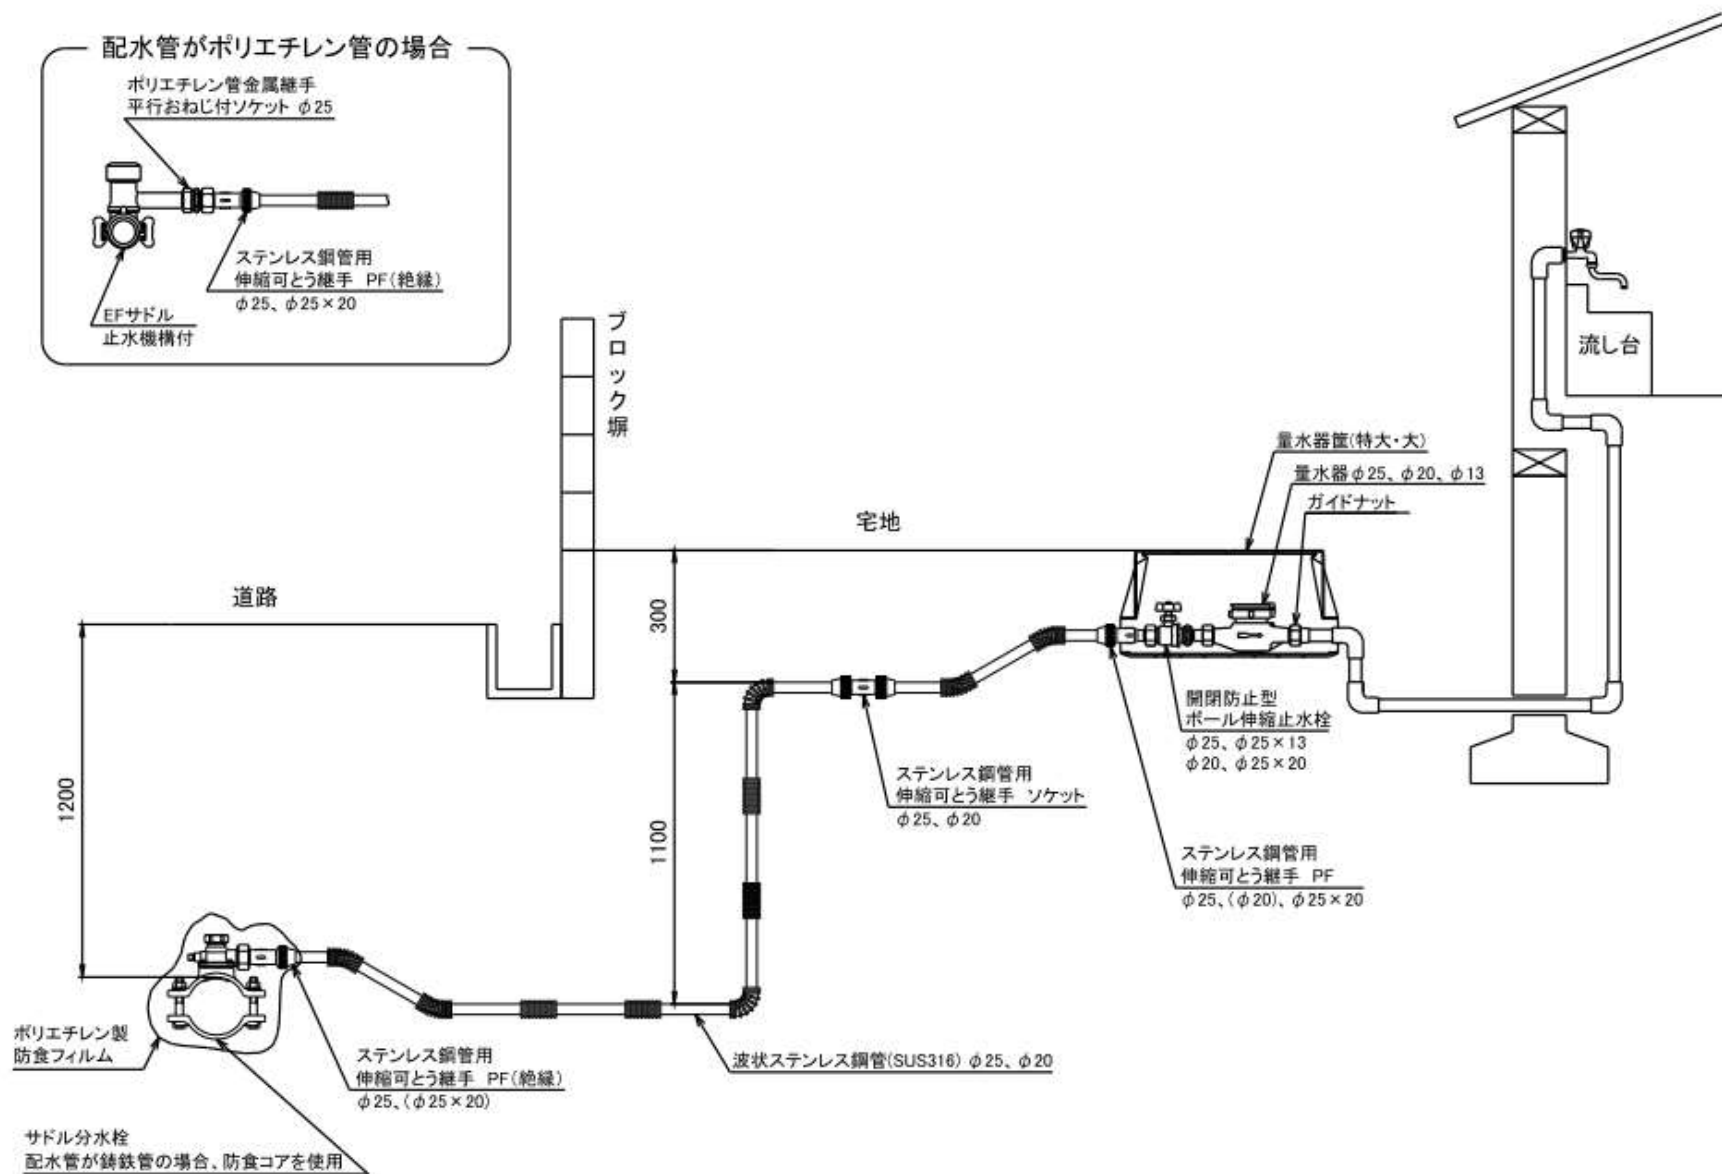 配水管がポリエチレン管の場合
ポリエチレン管金属継手
平行おねじ付ソケット φ25
ステンレス鋼管用
伸縮可とう継手 PF(絶縁)
φ25、φ25×20
EFサドル
止水機構付
ブロック塀
流し台
量水器筐(特大・大)
量水器φ25、φ20、φ13
ガイドナット
宅地
道路
300
1200
1100
開閉防止型
ボール伸縮止水栓
φ25、φ25×13
φ20、φ25×20
ステンレス鋼管用
伸縮可とう継手 ソケット
φ25、φ20
ステンレス鋼管用
伸縮可とう継手 PF
φ25、(φ20)、φ25×20
ポリエチレン製
防食フィルム
ステンレス鋼管用
伸縮可とう継手 PF(絶縁)
φ25、(φ25×20)
波状ステンレス鋼管(SUS316) φ25、φ20
サドル分水栓
配水管が鋳鉄管の場合、防食コアを使用